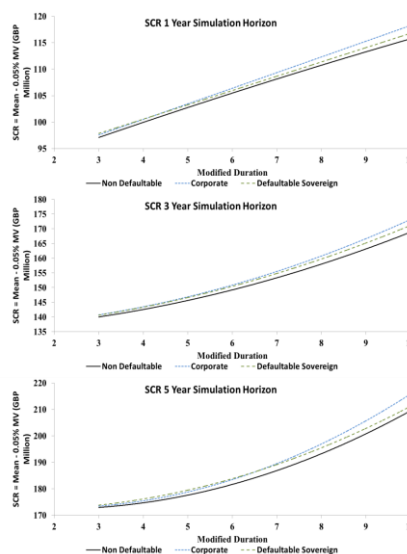 SCR 1 Year Simulation Horizon
SCR = Mean - 0.05% MV (GBP
Million)
120
115
110
105
100
95
2 3 4 5 6 7 8 9
Modified Duration
Non Defaultable Corporate Defaultable Sovereign
SCR 3 Year Simulation Horizon
SCR = Mean - 0.05% MV (GBP
Million)
180
175
170
165
160
155
150
145
140
135
2 3 4 5 6 7 8 9
Modified Duration
Non Defaultable Corporate Defaultable Sovereign
SCR 5 Year Simulation Horizon
SCR = Mean - 0.05% MV (GBP
Million)
220
210
200
190
180
170
2 3 4 5 6 7 8 9
Modified Duration
Non Defaultable Corporate Defaultable Sovereign